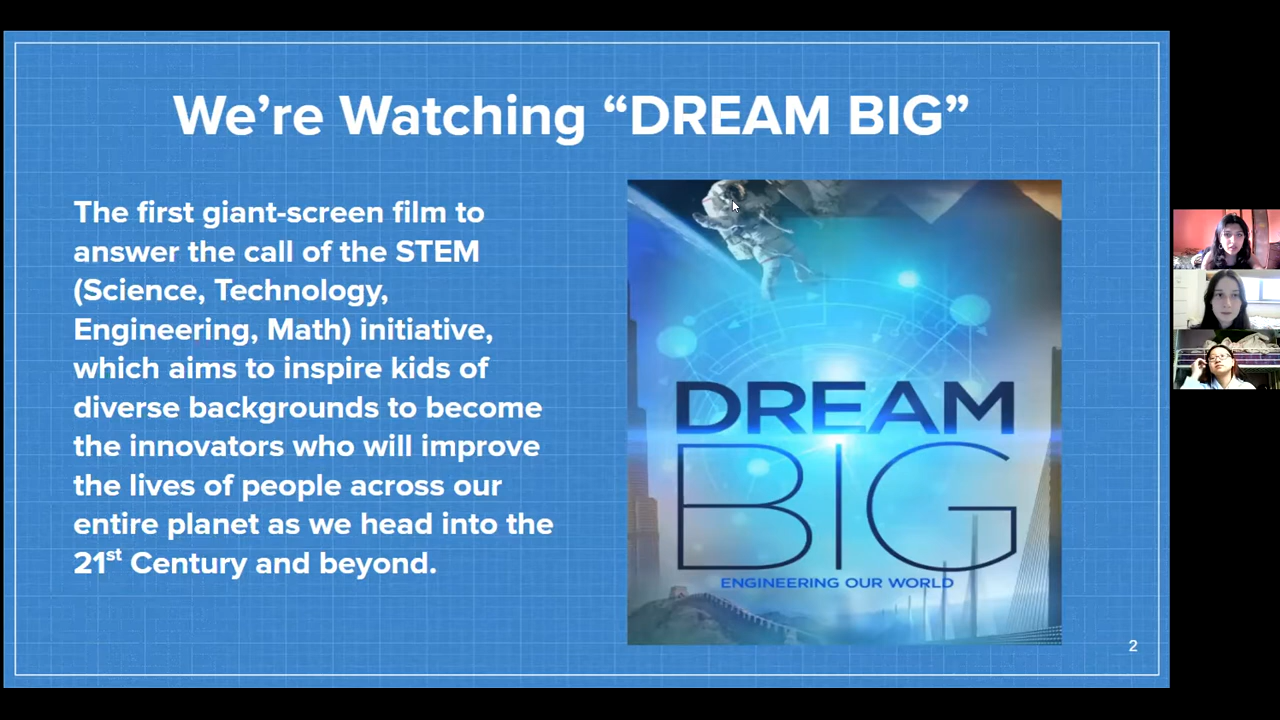 We’re Watching “DREAM BIG”
The first giant-screen film to
answer the call of the STEM
(Science, Technology,
Engineering, Math) initiative,
which aims to inspire kids of
diverse backgrounds to become
the innovators who will improve
the lives of people across our
entire planet as we head into the
21st Century and beyond.
DREAM
BIG
ENGINEERING OUR WORLD
2